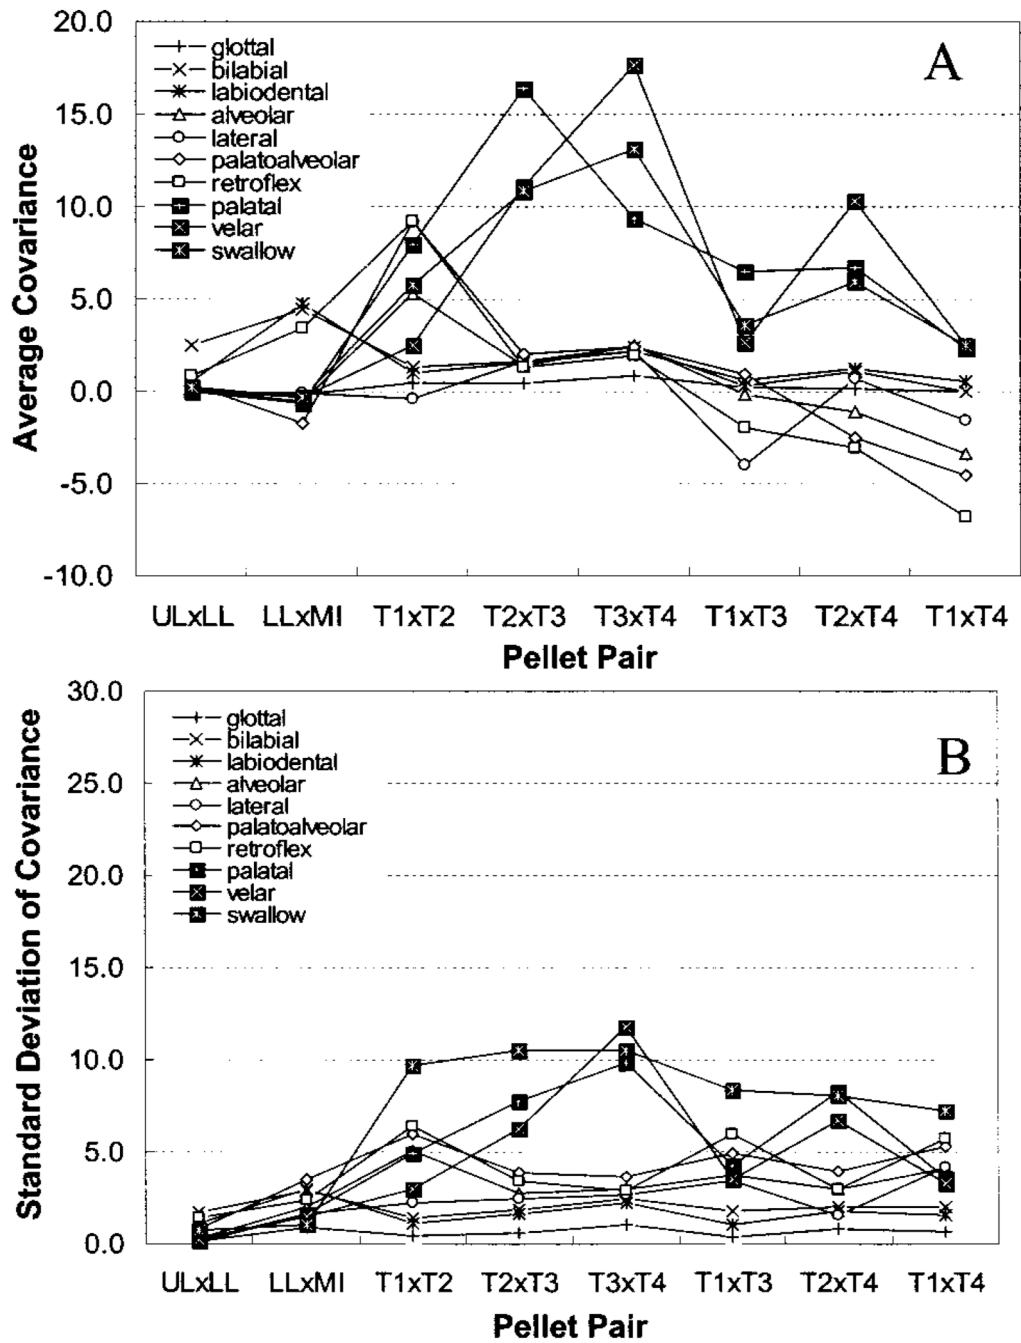 20.0
15.0
10.0
5.0
0.0
-5.0
-10.0
Average Covariance
glottal
bilabial
labiodental
alveolar
lateral
palatoalveolar
retroflex
palatal
velar
swallow
A
ULxLL LLxMI T1xT2 T2xT3 T3xT4 T1xT3 T2xT4 T1xT4
Pellet Pair
30.0
25.0
20.0
15.0
10.0
5.0
0.0
Standard Deviation of Covariance
glottal
bilabial
labiodental
alveolar
lateral
palatoalveolar
retroflex
palatal
velar
swallow
B
ULxLL LLxMI T1xT2 T2xT3 T3xT4 T1xT3 T2xT4 T1xT4
Pellet Pair